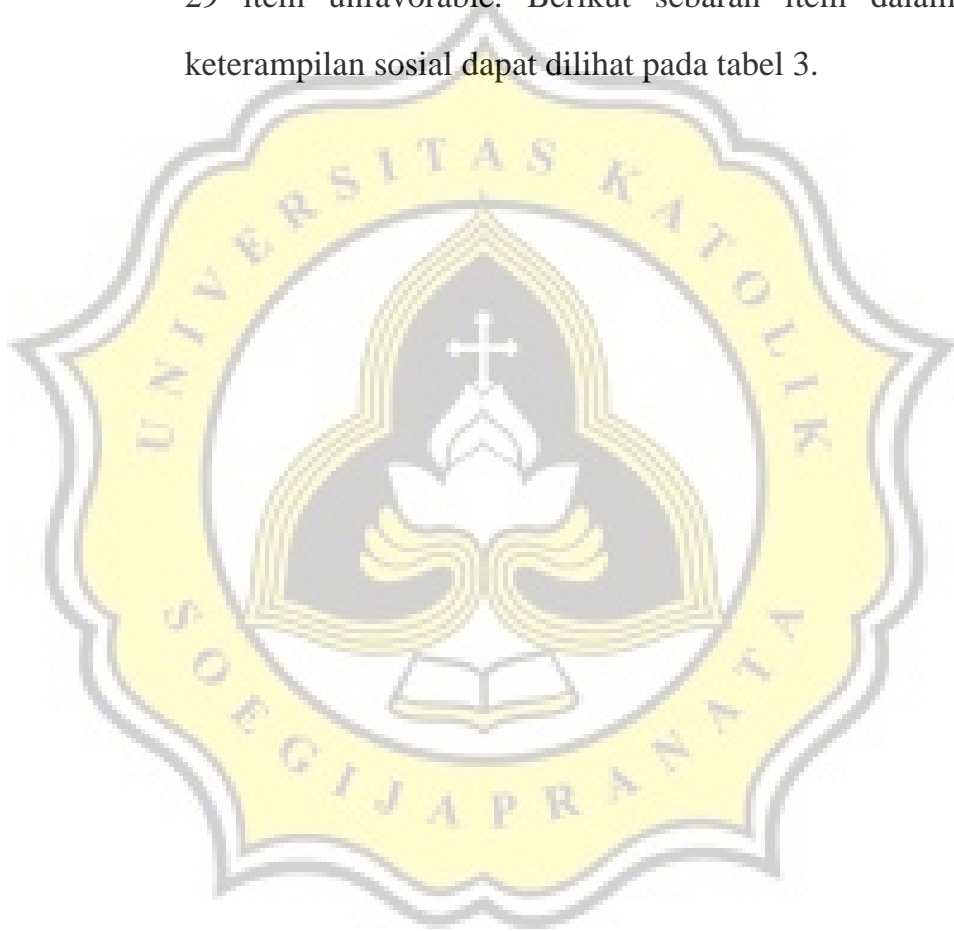 29 item unfavorable. Berikut sebaran item dalam
keterampilan sosial dapat dilihat pada tabel 3.
UNIVERSITAS KATOLIK
SOEGIJAPRANATA